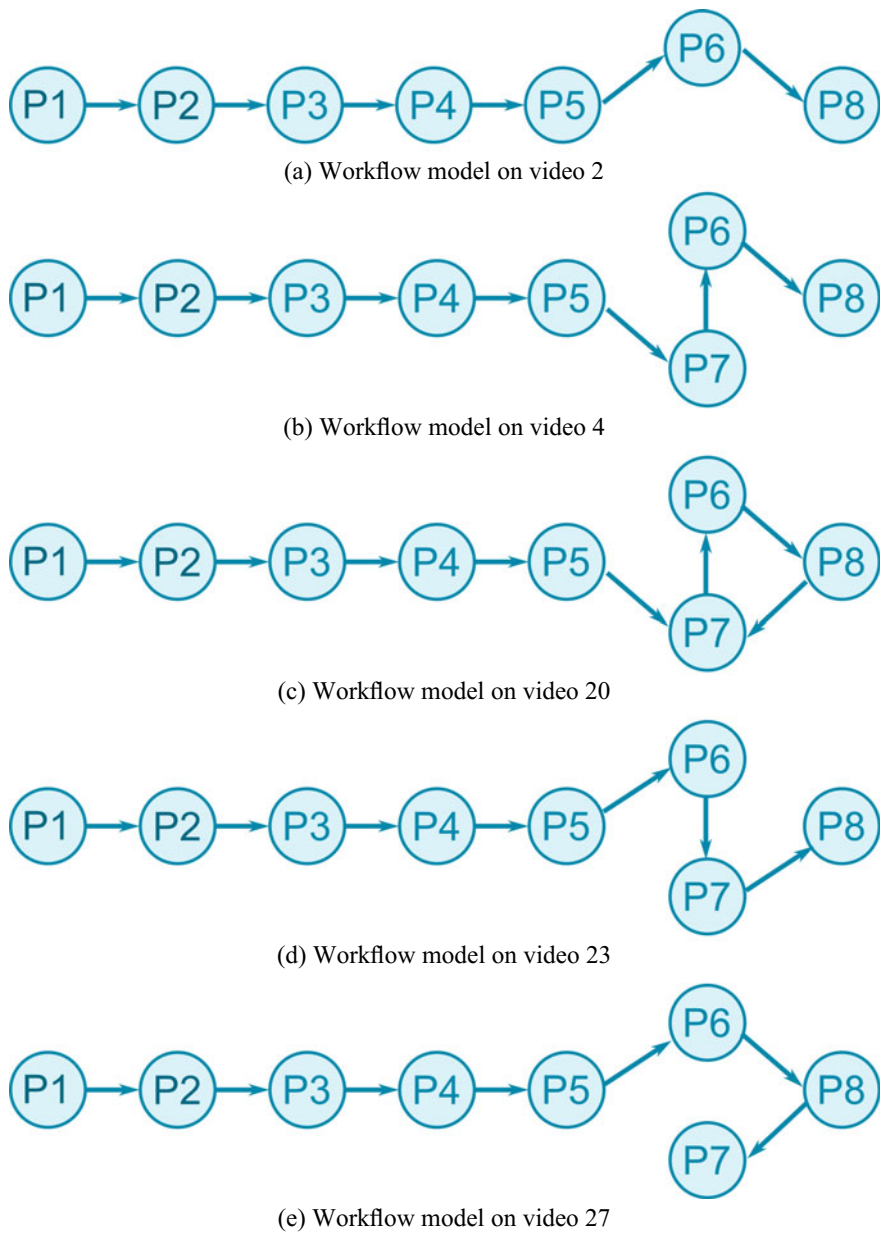 P6
P1 P2 P3 P4 P5 P8
(a) Workflow model on video 2
P6
P1 P2 P3 P4 P5 P8
P7
(b) Workflow model on video 4
P6
P1 P2 P3 P4 P5 P8
P7
(c) Workflow model on video 20
P6
P1 P2 P3 P4 P5 P8
P7
(d) Workflow model on video 23
P6
P1 P2 P3 P4 P5 P8
P7
(e) Workflow model on video 27